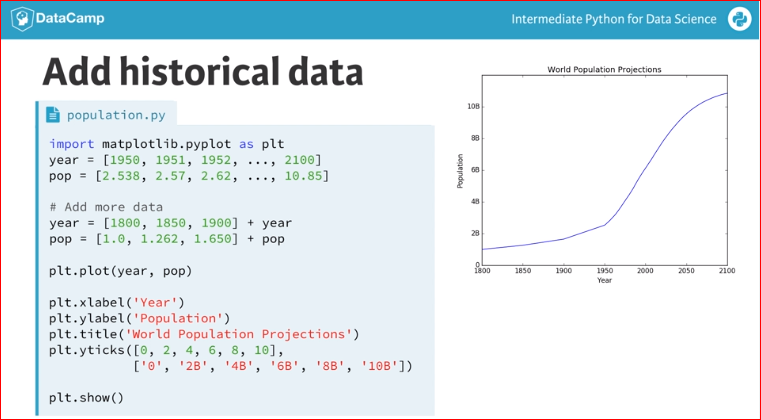 DataCamp
Intermediate Python for Data Science
Add historical data
population.py
import matplotlib.pyplot as plt
year = [1950, 1951, 1952, ..., 2100]
pop = [2.538, 2.57, 2.62, ..., 10.85]
# Add more data
year = [1800, 1850, 1900] + year
pop = [1.0, 1.262, 1.650] + pop
plt.plot(year, pop)
plt.xlabel('Year')
plt.ylabel('Population')
plt.title('World Population Projections')
plt.yticks([0, 2, 4, 6, 8, 10],
['0', '2B', '4B', '6B', '8B', '10B'])
plt.show()
World Population Projections
Population
10B
8B
6B
4B
2B
0
1800 1850 1900 1950 2000 2050 2100
Year